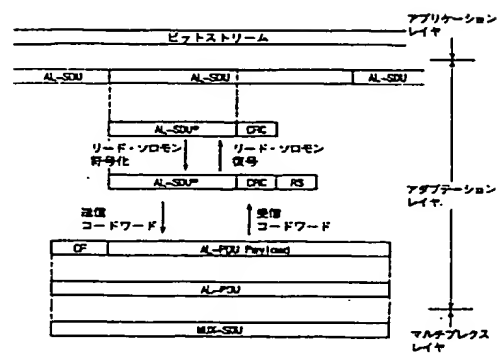 アプリケーション
レイヤ
ビットストリーム
AL-SDU
AL-SDU
AL-SDU
AL-SDU*
CRC
リード・ソロモン
符号化
リード・ソロモン
復号
AL-SDU*
CRC
RS
アダプテーション
レイヤ
送信
コードワード
受信
コードワード
CF
AL-PDU Payload
AL-PDU
MUX-SDU
マルチプレクス
レイヤ